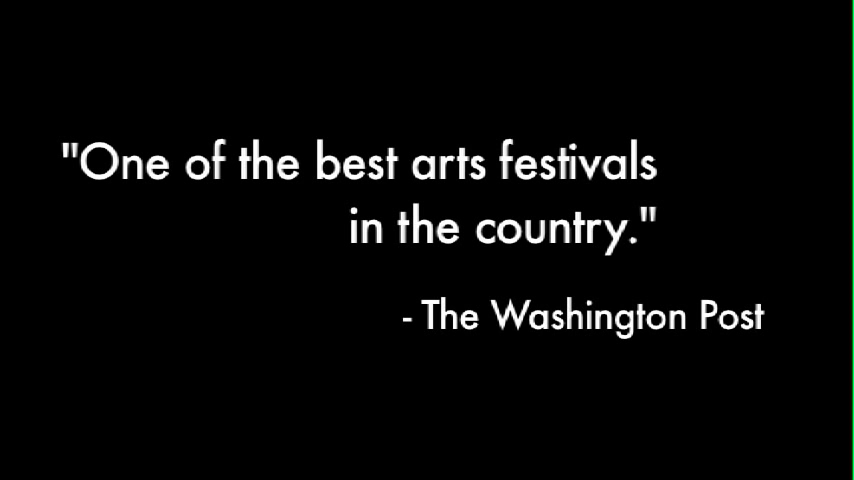 "One of the best arts festivals
in the country."
- The Washington Post